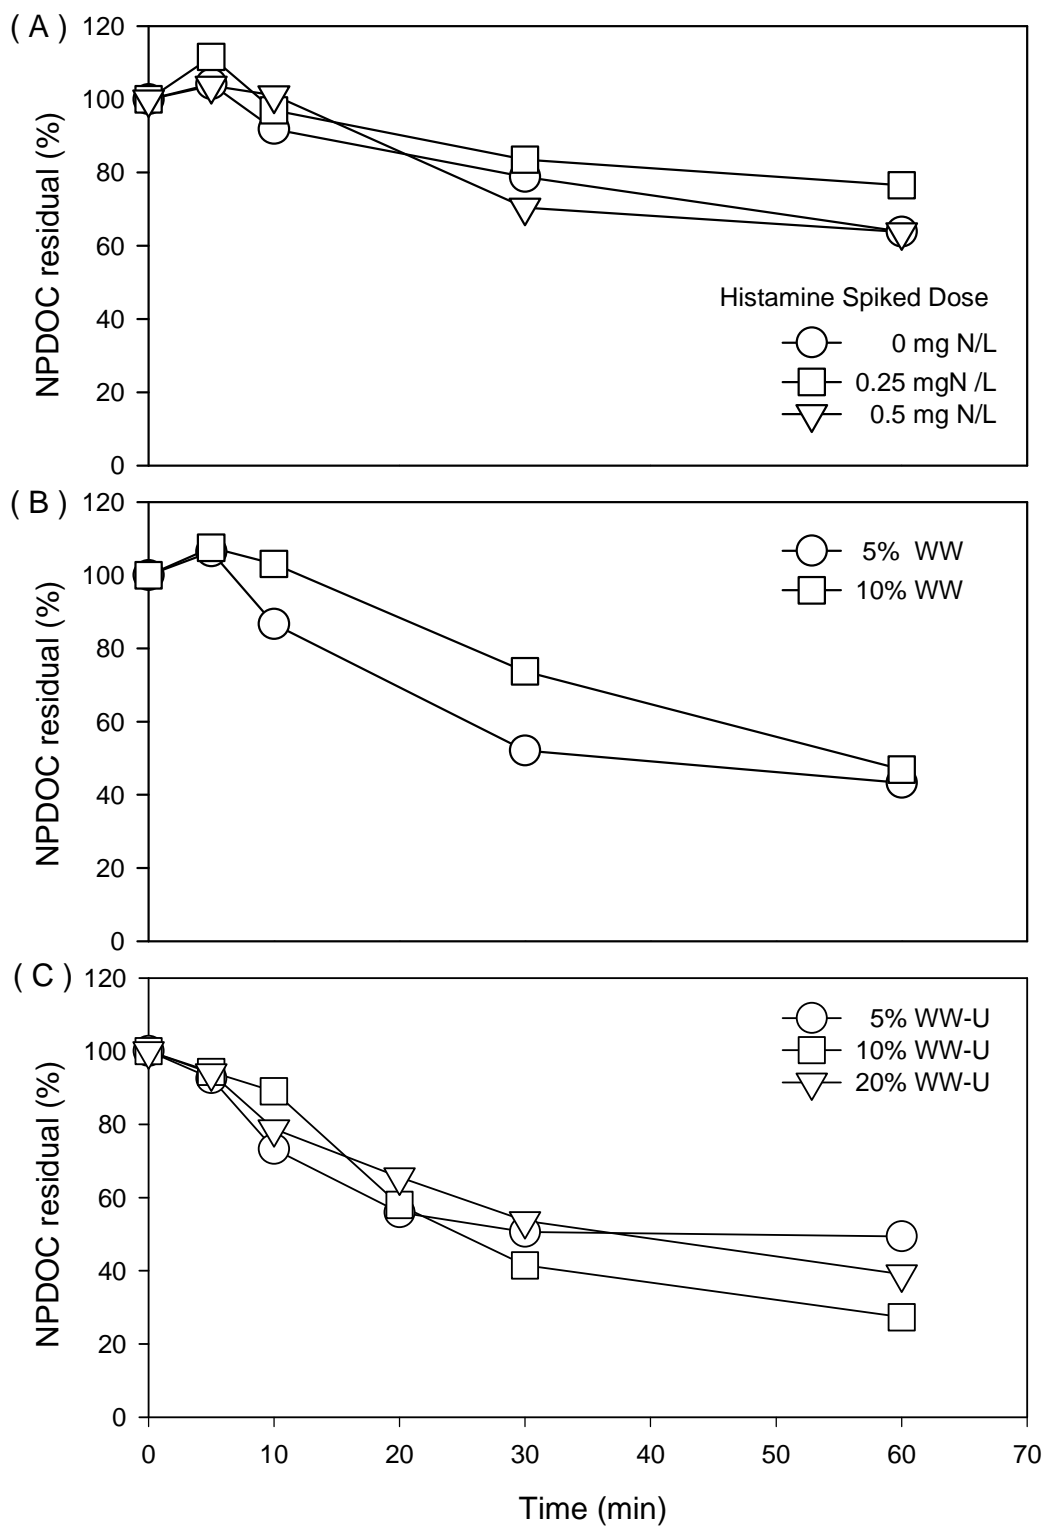 ( A )
120
100
80
60
40
20
0
NPDOC residual (%)
Histamine Spiked Dose
0 mg N/L
0.25 mgN /L
0.5 mg N/L
( B )
120
100
80
60
40
20
0
NPDOC residual (%)
5% WW
10% WW
( C )
120
100
80
60
40
20
0
NPDOC residual (%)
5% WW-U
10% WW-U
20% WW-U
0 10 20 30 40 50 60 70
Time (min)